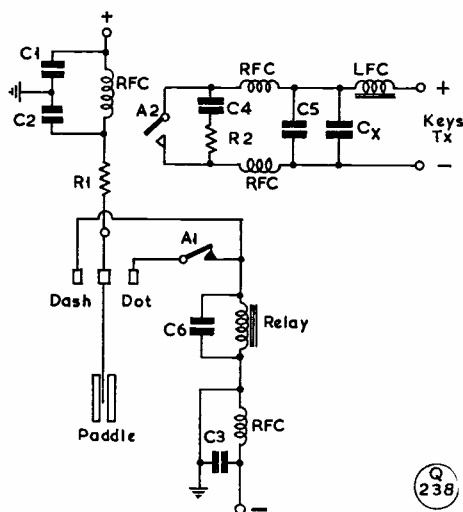 +
C1
RFC
C2
R1
A2
C4
R2
RFC
RFC
C5
CX
LFC
+
Keys
Tx
−
A1
Dash
Dot
Paddle
C6
Relay
RFC
C3
−
Q
238